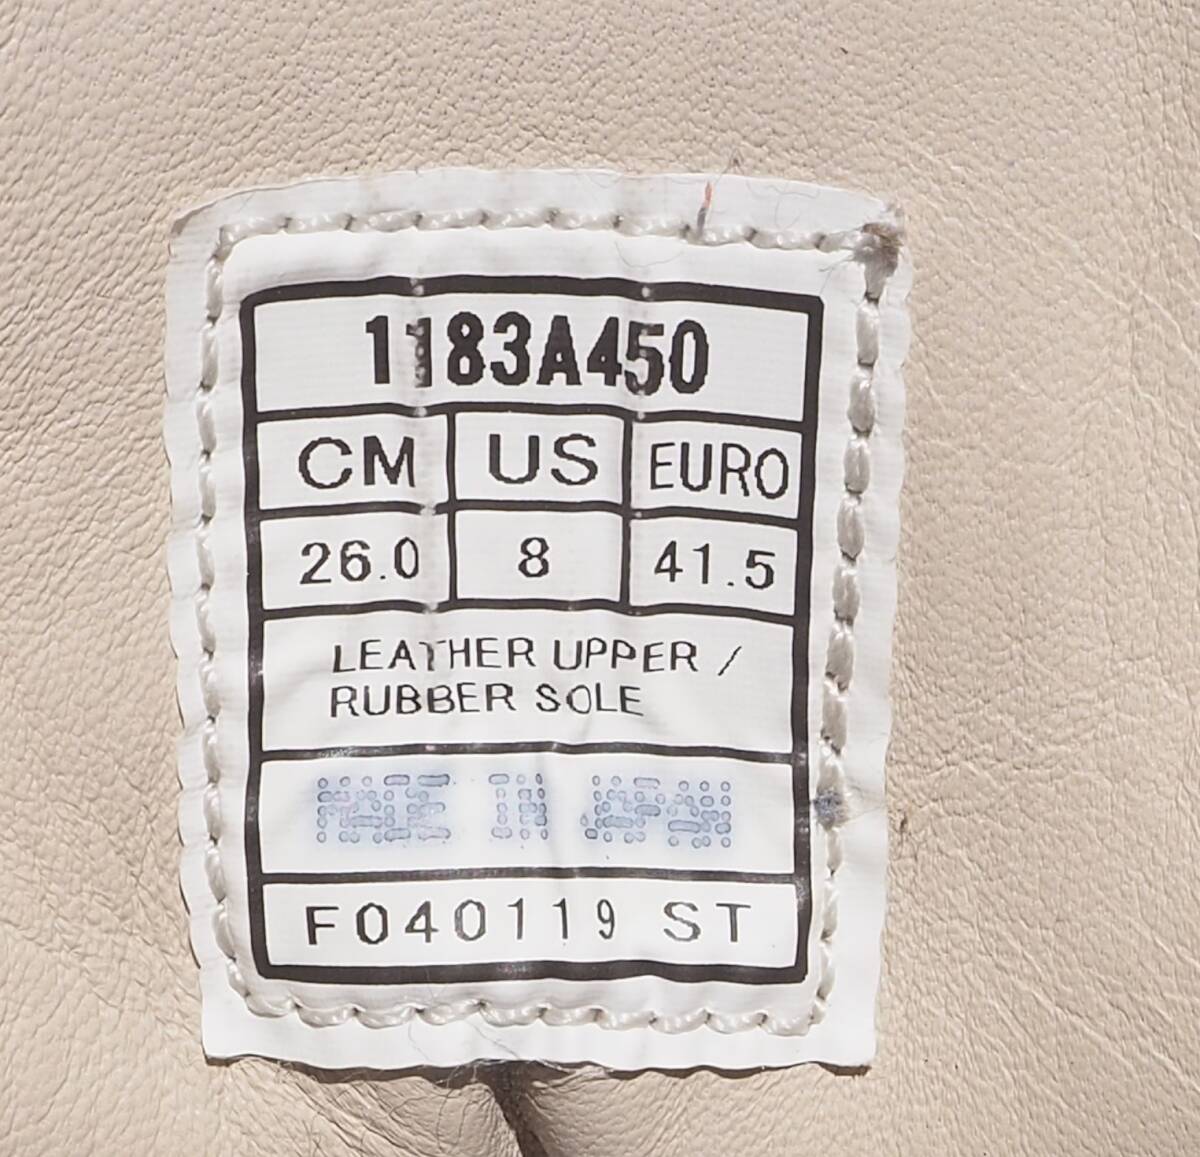 1183A450
CM US EURO
26.0 8 41.5
LEATHER UPPER /
RUBBER SOLE
MADE IN JAPAN
F040119 ST